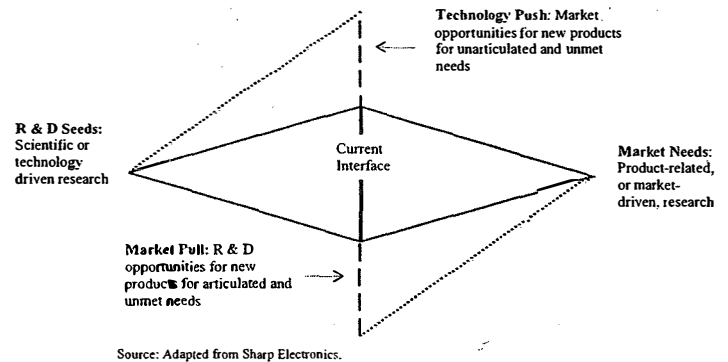 Technology Push: Market
opportunities for new products
for unarticulated and unmet
needs
R & D Seeds:
Scientific or
technology
driven research
Current
Interface
Market Needs:
Product-related,
or market-
driven, research
Market Pull: R & D
opportunities for new
products for articulated and
unmet needs
Source: Adapted from Sharp Electronics.